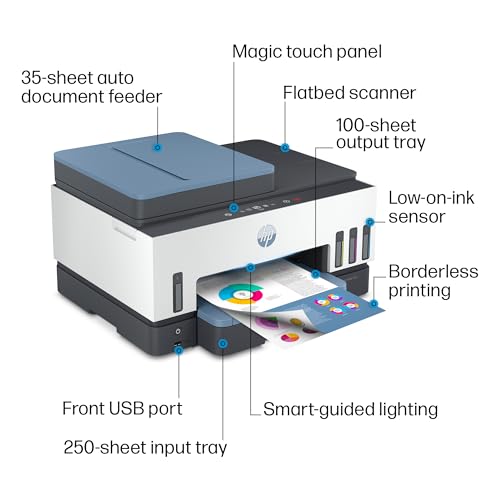 Magic touch panel
35-sheet auto
document feeder
Flatbed scanner
100-sheet
output tray
Low-on-ink
sensor
hp
Borderless
printing
Front USB port
Smart-guided lighting
250-sheet input tray